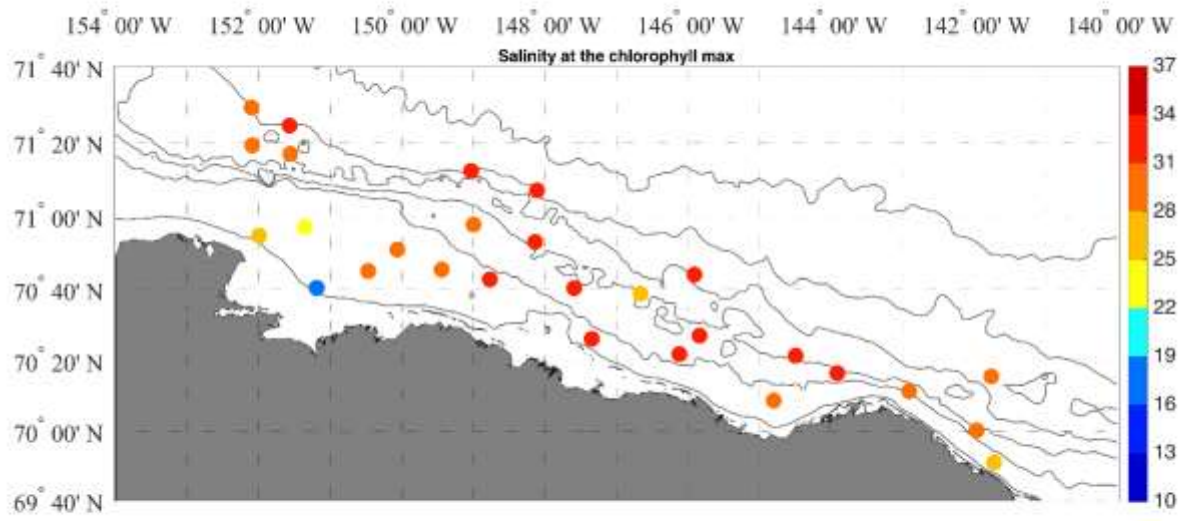 154° 00' W 152° 00' W 150° 00' W 148° 00' W 146° 00' W 144° 00' W 142° 00' W 140° 00' W
Salinity at the chlorophyll max
71° 40' N
71° 20' N
71° 00' N
70° 40' N
70° 20' N
70° 00' N
69° 40' N
37
34
31
28
25
22
19
16
13
10